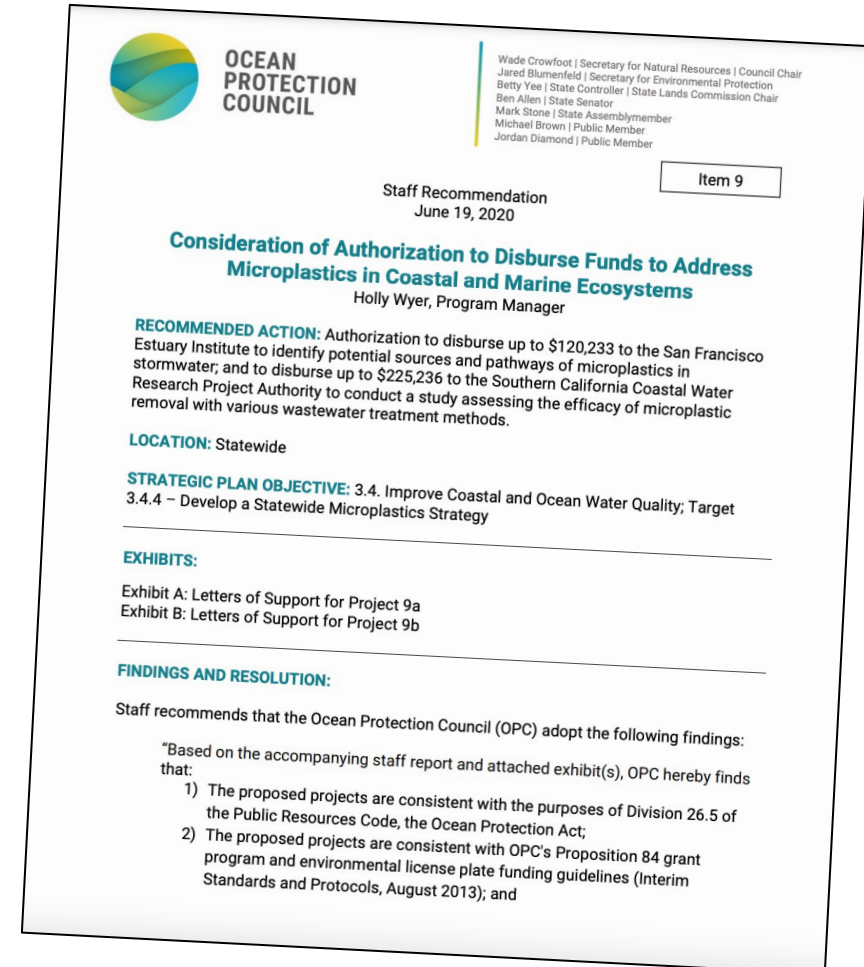 OCEAN
PROTECTION
COUNCIL
Wade Crowfoot | Secretary for Natural Resources | Council Chair
Jared Blumenfeld | Secretary for Environmental Protection
Betty Yee | State Controller | State Lands Commission Chair
Ben Allen | State Senator
Mark Stone | State Assemblymember
Michael Brown | Public Member
Jordan Diamond | Public Member
Item 9
Staff Recommendation
June 19, 2020
Consideration of Authorization to Disburse Funds to Address
Microplastics in Coastal and Marine Ecosystems
Holly Wyer, Program Manager
RECOMMENDED ACTION: Authorization to disburse up to $120,233 to the San Francisco
Estuary Institute to identify potential sources and pathways of microplastics in
stormwater; and to disburse up to $225,236 to the Southern California Coastal Water
Research Project Authority to conduct a study assessing the efficacy of microplastic
removal with various wastewater treatment methods.
LOCATION: Statewide
STRATEGIC PLAN OBJECTIVE: 3.4. Improve Coastal and Ocean Water Quality; Target
3.4.4 – Develop a Statewide Microplastics Strategy
EXHIBITS:
Exhibit A: Letters of Support for Project 9a
Exhibit B: Letters of Support for Project 9b
FINDINGS AND RESOLUTION:
Staff recommends that the Ocean Protection Council (OPC) adopt the following findings:
“Based on the accompanying staff report and attached exhibit(s), OPC hereby finds
that:
1) The proposed projects are consistent with the purposes of Division 26.5 of
the Public Resources Code, the Ocean Protection Act;
2) The proposed projects are consistent with OPC's Proposition 84 grant
program and environmental license plate funding guidelines (Interim
Standards and Protocols, August 2013); and